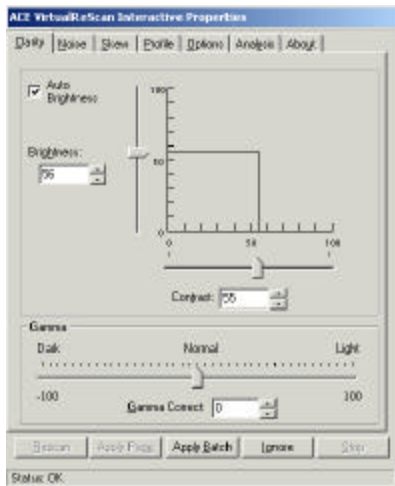 ACE VirtualReScan Interactive Properties
Clarity Noise Skew Profile Options Analysis About
Auto
Brightness
100
Brightness:
56
50
0
0 50 100
Contrast: 55
Gamma
Dark Normal Light
-100 100
Gamma Correct 0
Rescan Apply Page Apply Batch Ignore Stop
Status: OK